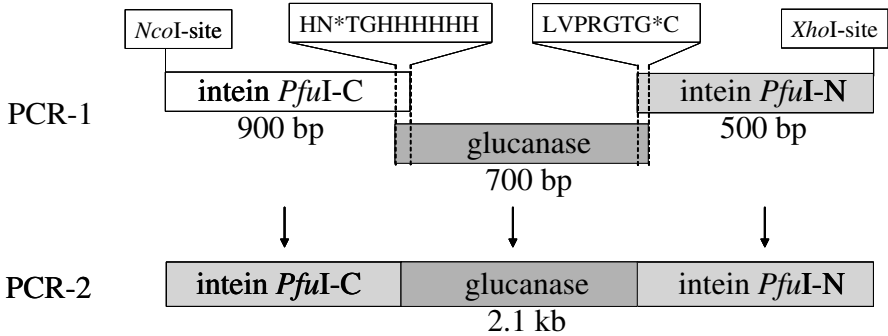 NcoI-site
HN*TGHHHHHH
LVPRGTG*C
XhoI-site
PCR-1
intein PfuI-C
intein PfuI-N
900 bp
500 bp
glucanase
700 bp
PCR-2
intein PfuI-C
glucanase
intein PfuI-N
2.1 kb